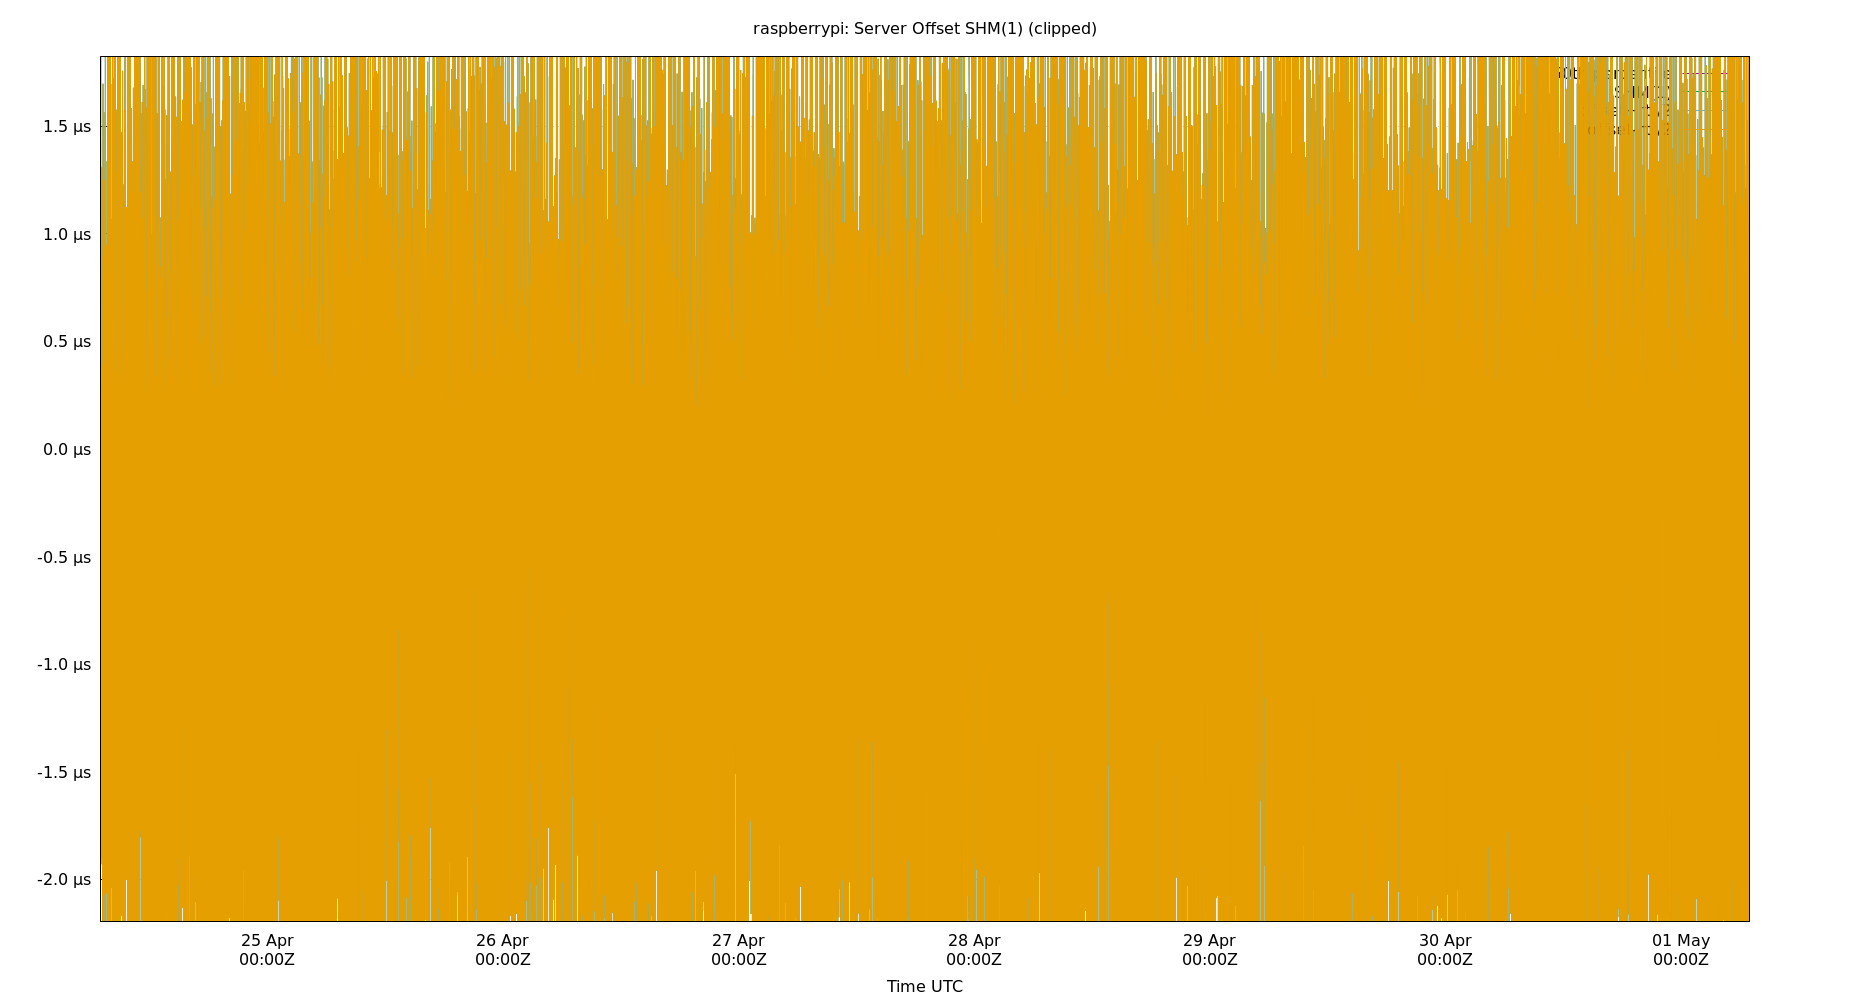 raspberrypi: Server Offset SHM(1) (clipped)
1.5 µs
1.0 µs
0.5 µs
0.0 µs
-0.5 µs
-1.0 µs
-1.5 µs
-2.0 µs
25 Apr 26 Apr 27 Apr 28 Apr 29 Apr 30 Apr 01 May
00:00Z 00:00Z 00:00Z 00:00Z 00:00Z 00:00Z 00:00Z
Time UTC